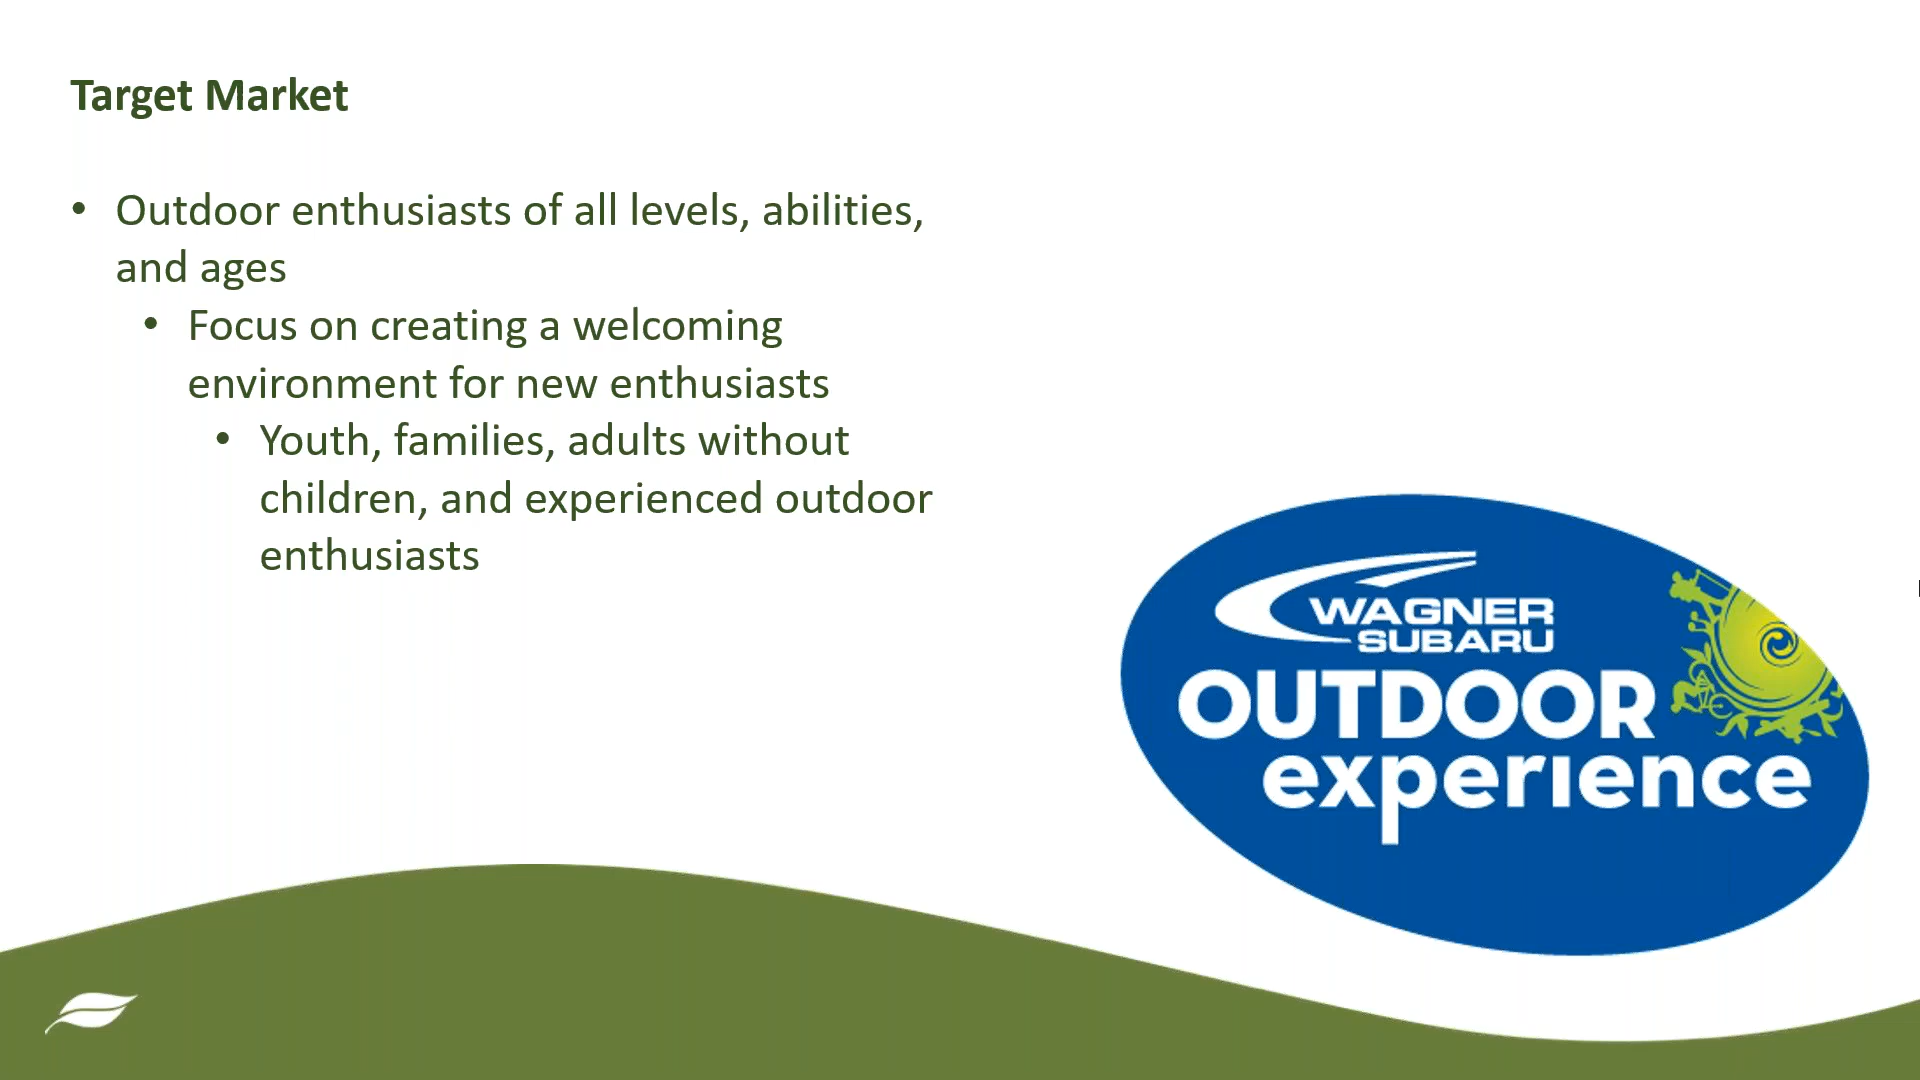 Target Market
• Outdoor enthusiasts of all levels, abilities,
and ages
• Focus on creating a welcoming
environment for new enthusiasts
• Youth, families, adults without
children, and experienced outdoor
enthusiasts
WAGNER
SUBARU
OUTDOOR
experience